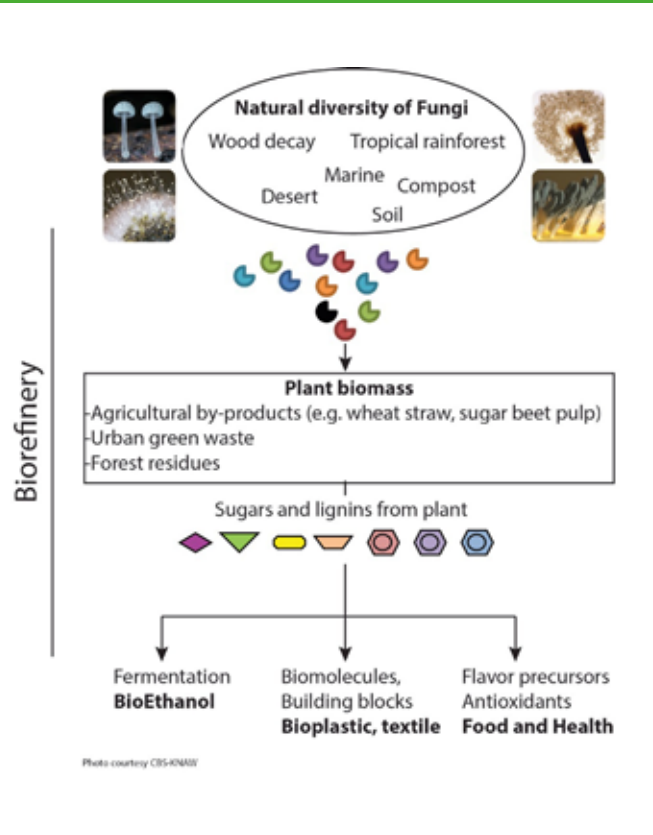 Natural diversity of Fungi
Wood decay Tropical rainforest
Marine
Desert Compost
Soil
Biorefinery
Plant biomass
-Agricultural by-products (e.g. wheat straw, sugar beet pulp)
-Urban green waste
-Forest residues
Sugars and lignins from plant
Fermentation
BioEthanol
Biomolecules,
Building blocks
Bioplastic, textile
Flavor precursors
Antioxidants
Food and Health
Photo courtesy CBS-KNAW